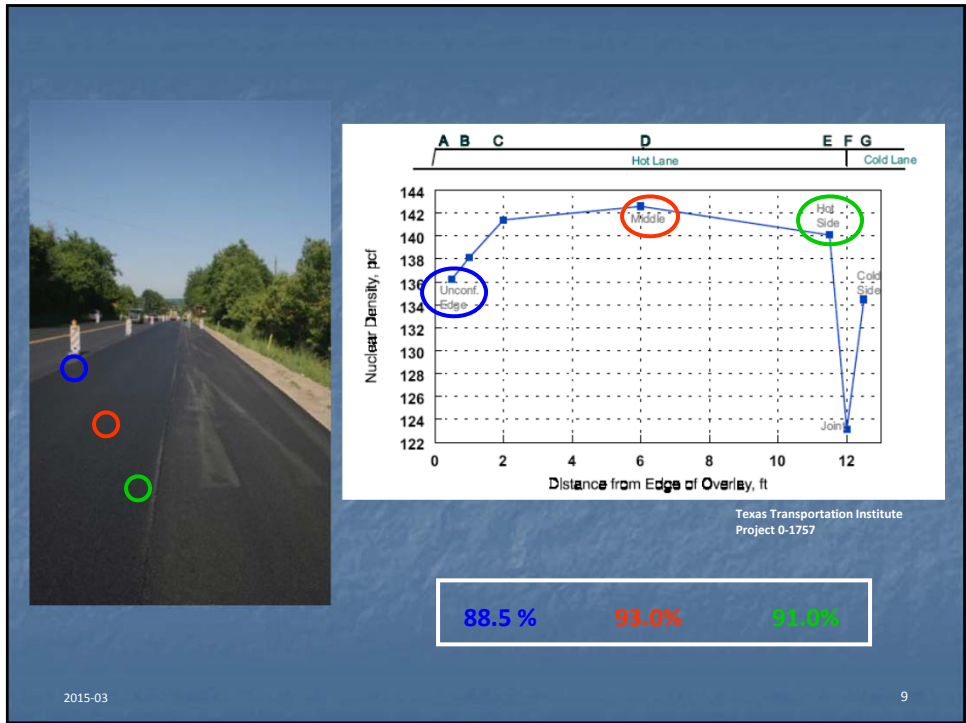 A B C D E F G
Hot Lane Cold Lane
144
142
140
138
136
134
132
130
128
126
124
122
Nuclear Density, pcf
Unconf.
Edge
Middle
Hot
Side
Cold
Side
Joint
0 2 4 6 8 10 12
Distance from Edge of Overlay, ft
Texas Transportation Institute
Project 0-1757
88.5 % 93.0% 91.0%
2015-03 9